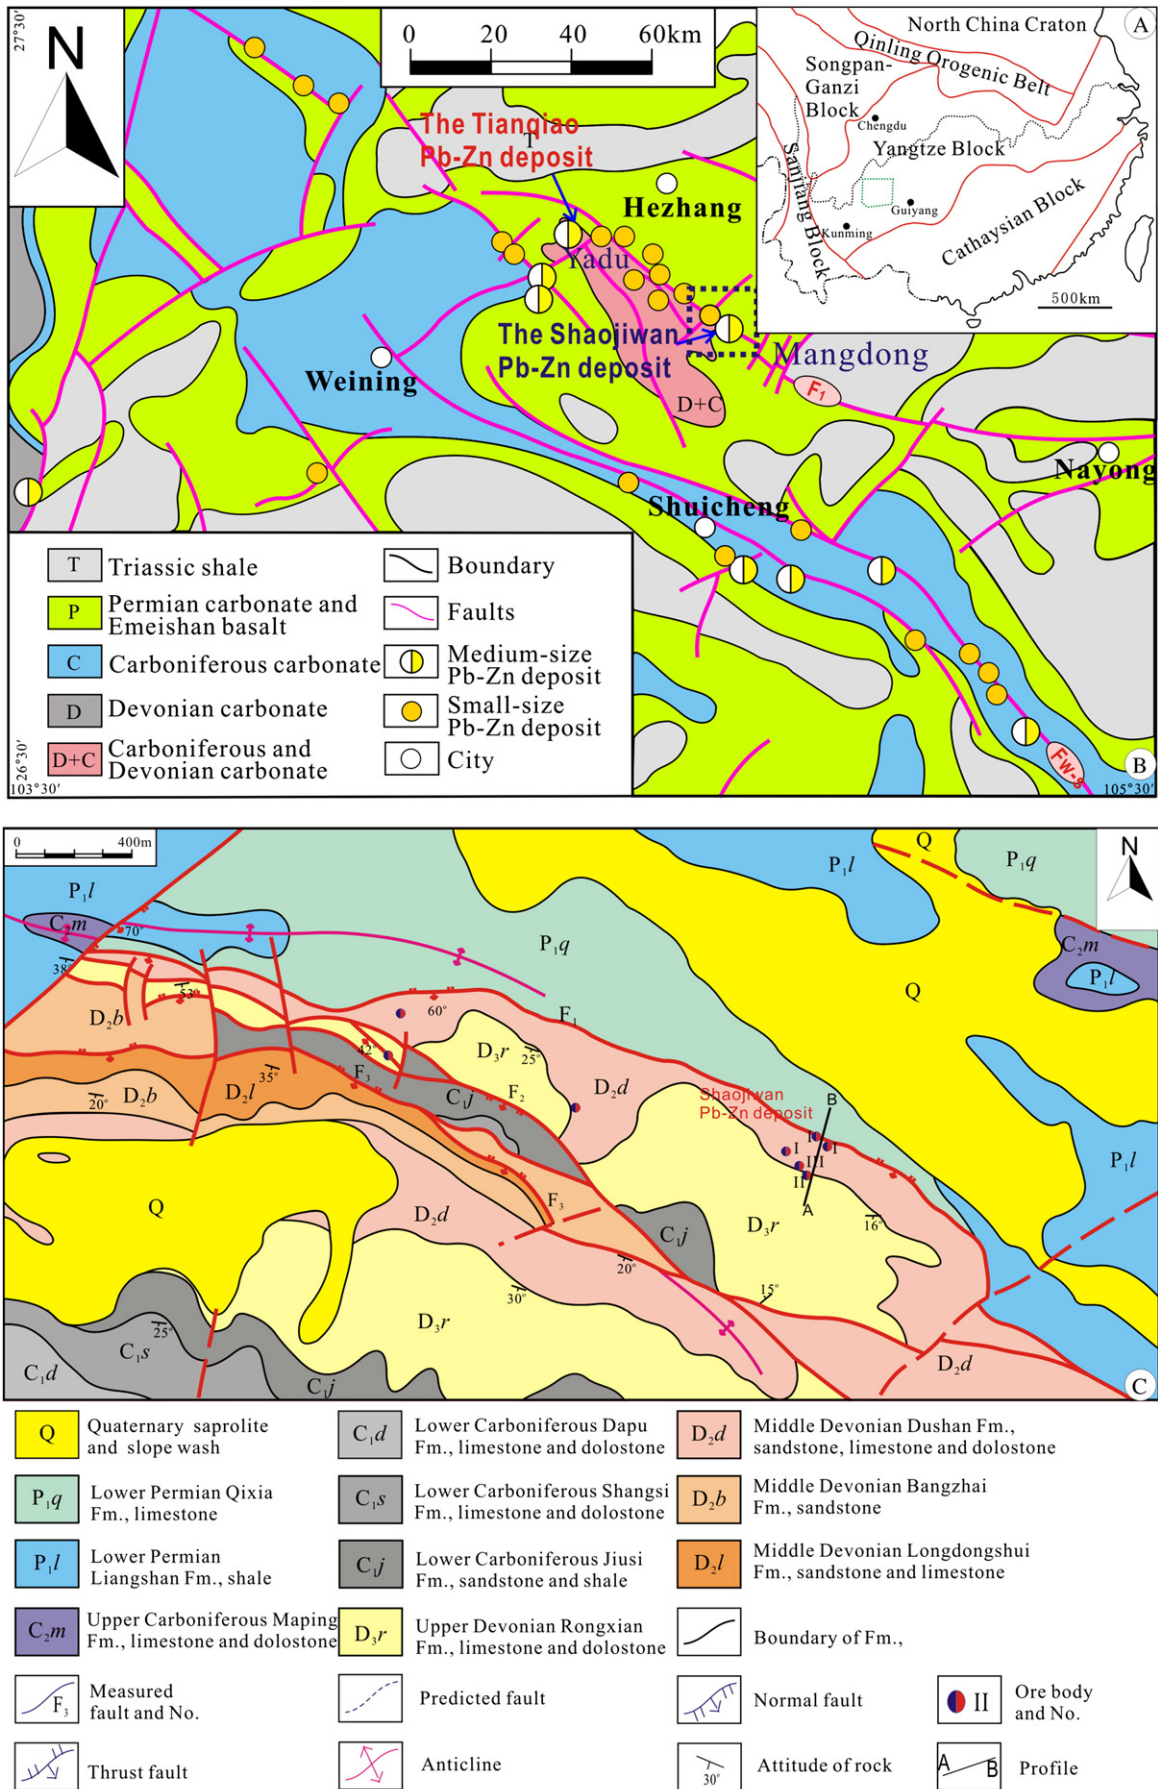 27°30′
N
0 20 40 60km
The Tianqiao
Pb-Zn deposit
T
Hezhang
Yadu
The Shaojiwan
Pb-Zn deposit
Mangdong
Weining
D+C
F1
Nayong
Shuicheng
FW-S
B
26°30′
103°30′
105°30′
A
North China Craton
Qinling Orogenic Belt
Songpan-
Ganzi
Block
Chengdu
Yangtze Block
Sanjiang Block
Guiyang
Kunming
Cathaysian Block
500km
T Triassic shale
P Permian carbonate and
Emeishan basalt
C Carboniferous carbonate
D Devonian carbonate
D+C Carboniferous and
Devonian carbonate
Boundary
Faults
Medium-size
Pb-Zn deposit
Small-size
Pb-Zn deposit
City
0 400m
N
P₁l
C₂m
70°
38°
53°
D₂b
P₁q
60°
F₁
Q
P₁l
Q
P₁q
C₂m
P₁l
Q
42°
F₃
35°
D₂l
D₂b
20°
D₃r
25°
F₂
C₁j
D₂d
Shaojiwan
Pb-Zn deposit
B
I
I
I
III
II
A
P₁l
16°
D₃r
Q
D₂d
F₃
C₁j
20°
15°
30°
D₃r
25°
C₁s
C₁d
C₁j
D₂d
C
Q Quaternary saprolite
and slope wash
P₁q Lower Permian Qixia
Fm., limestone
P₁l Lower Permian
Liangshan Fm., shale
C₂m Upper Carboniferous Maping
Fm., limestone and dolostone
F₃ Measured
fault and No.
Thrust fault
C₁d Lower Carboniferous Dapu
Fm., limestone and dolostone
C₁s Lower Carboniferous Shangsi
Fm., limestone and dolostone
C₁j Lower Carboniferous Jiusi
Fm., sandstone and shale
D₃r Upper Devonian Rongxian
Fm., limestone and dolostone
Predicted fault
Anticline
D₂d Middle Devonian Dushan Fm.,
sandstone, limestone and dolostone
D₂b Middle Devonian Bangzhai
Fm., sandstone
D₂l Middle Devonian Longdongshui
Fm., sandstone and limestone
Boundary of Fm.,
Normal fault
30° Attitude of rock
II Ore body
and No.
A B Profile